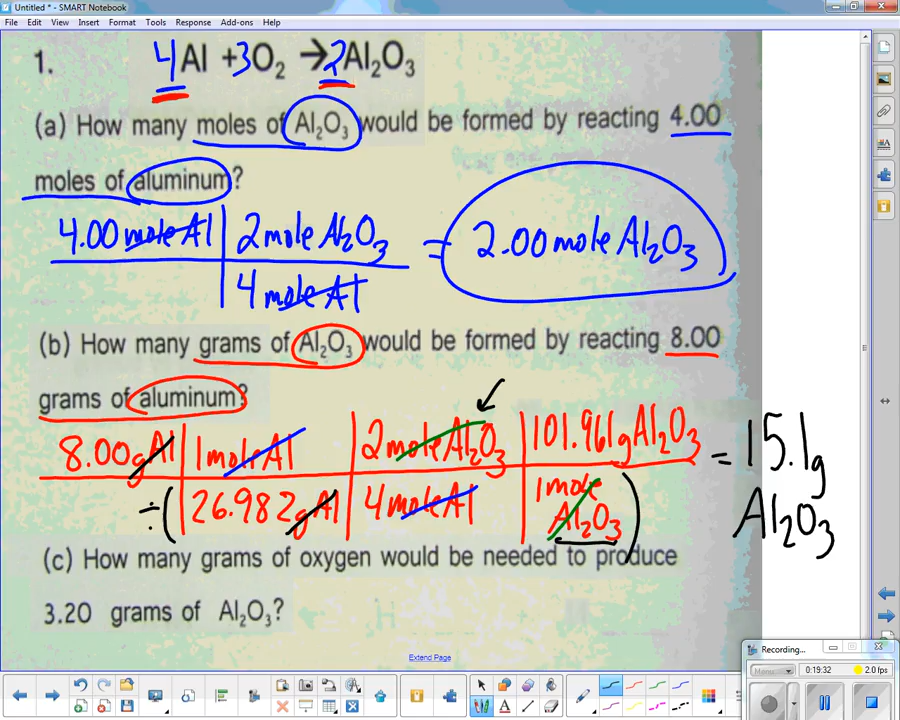 Untitled * - SMART Notebook
File Edit View Insert Format Tools Response Add-ons Help
1. 4Al + 3O₂ → 2Al₂O₃
(a) How many moles of Al₂O₃ would be formed by reacting 4.00
moles of aluminum?
4.00 mole Al 2 mole Al₂O₃ = 2.00 mole Al₂O₃
4 mole Al
(b) How many grams of Al₂O₃ would be formed by reacting 8.00
grams of aluminum?
8.00 g Al 1 mole Al 2 mole Al₂O₃ 101.961 g Al₂O₃ = 15.1 g
÷ ( 26.982 g Al 4 mole Al 1 mole Al₂O₃ ) Al₂O₃
(c) How many grams of oxygen would be needed to produce
3.20 grams of Al₂O₃?
Extend Page
Recording...
Menu 0:19:32 2.0 fps